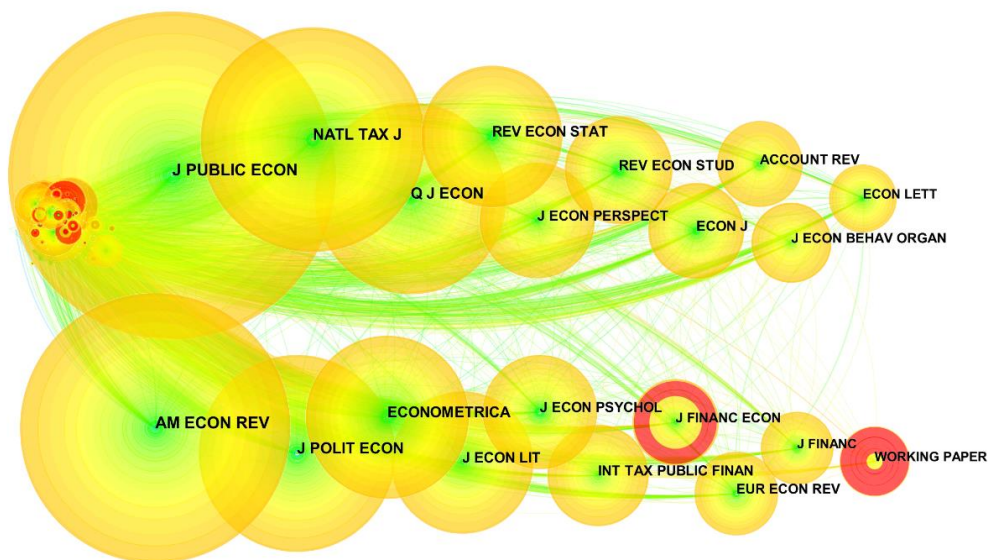 NATL TAX J
REV ECON STAT
J PUBLIC ECON
REV ECON STUD
ACCOUNT REV
Q J ECON
ECON LETT
J ECON PERSPECT
ECON J
J ECON BEHAV ORGAN
AM ECON REV
ECONOMETRICA
J ECON PSYCHOL
J FINANC ECON
J POLIT ECON
J ECON LIT
J FINANC
INT TAX PUBLIC FINAN
WORKING PAPER
EUR ECON REV